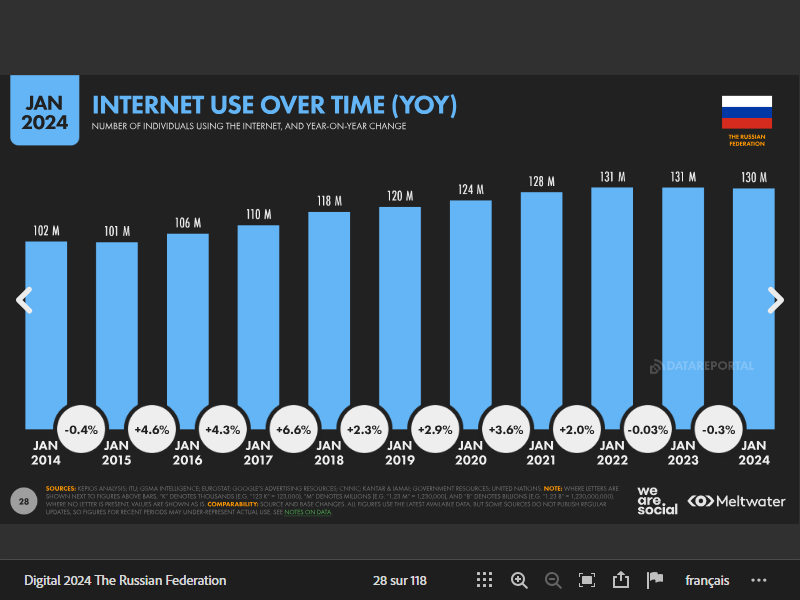 JAN
2024
INTERNET USE OVER TIME (YOY)
NUMBER OF INDIVIDUALS USING THE INTERNET, AND YEAR-ON-YEAR CHANGE
THE RUSSIAN
FEDERATION
102 M
101 M
106 M
110 M
118 M
120 M
124 M
128 M
131 M
131 M
130 M
DATAREPORTAL
-0.4%
+4.6%
+4.3%
+6.6%
+2.3%
+2.9%
+3.6%
+2.0%
-0.03%
-0.3%
JAN
2014
JAN
2015
JAN
2016
JAN
2017
JAN
2018
JAN
2019
JAN
2020
JAN
2021
JAN
2022
JAN
2023
JAN
2024
28
SOURCES: KEPIOS ANALYSIS; ITU; GSMA INTELLIGENCE; EUROSTAT; GOOGLE'S ADVERTISING RESOURCES; CNNIC; KANTAR & IAMAI; GOVERNMENT RESOURCES; UNITED NATIONS. NOTE: WHERE LETTERS ARE
SHOWN NEXT TO FIGURES ABOVE BARS, "K" DENOTES THOUSANDS (E.G. "123 K" = 123,000), "M" DENOTES MILLIONS (E.G. "1.23 M" = 1,230,000), AND "B" DENOTES BILLIONS (E.G. "1.23 B" = 1,230,000,000).
WHERE NO LETTER IS PRESENT, VALUES ARE SHOWN AS IS. COMPARABILITY: SOURCE AND BASE CHANGES. ALL FIGURES USE THE LATEST AVAILABLE DATA, BUT SOME SOURCES DO NOT PUBLISH REGULAR
UPDATES, SO FIGURES FOR RECENT PERIODS MAY UNDER-REPRESENT ACTUAL USE. SEE NOTES ON DATA.
we
are.
social
Meltwater
Digital 2024 The Russian Federation
28 sur 118
français